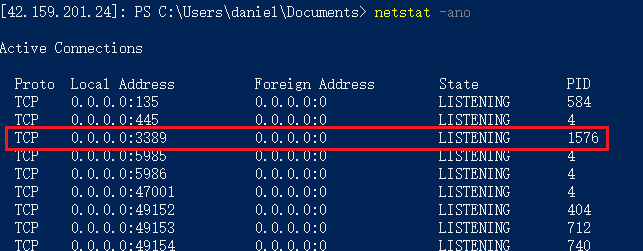 [42.159.201.24]: PS C:\Users\daniel\Documents> netstat -ano
Active Connections
Proto Local Address Foreign Address State PID
TCP 0.0.0.0:135 0.0.0.0:0 LISTENING 584
TCP 0.0.0.0:445 0.0.0.0:0 LISTENING 4
TCP 0.0.0.0:3389 0.0.0.0:0 LISTENING 1576
TCP 0.0.0.0:5985 0.0.0.0:0 LISTENING 4
TCP 0.0.0.0:5986 0.0.0.0:0 LISTENING 4
TCP 0.0.0.0:47001 0.0.0.0:0 LISTENING 4
TCP 0.0.0.0:49152 0.0.0.0:0 LISTENING 404
TCP 0.0.0.0:49153 0.0.0.0:0 LISTENING 712
TCP 0.0.0.0:49154 0.0.0.0:0 LISTENING 740